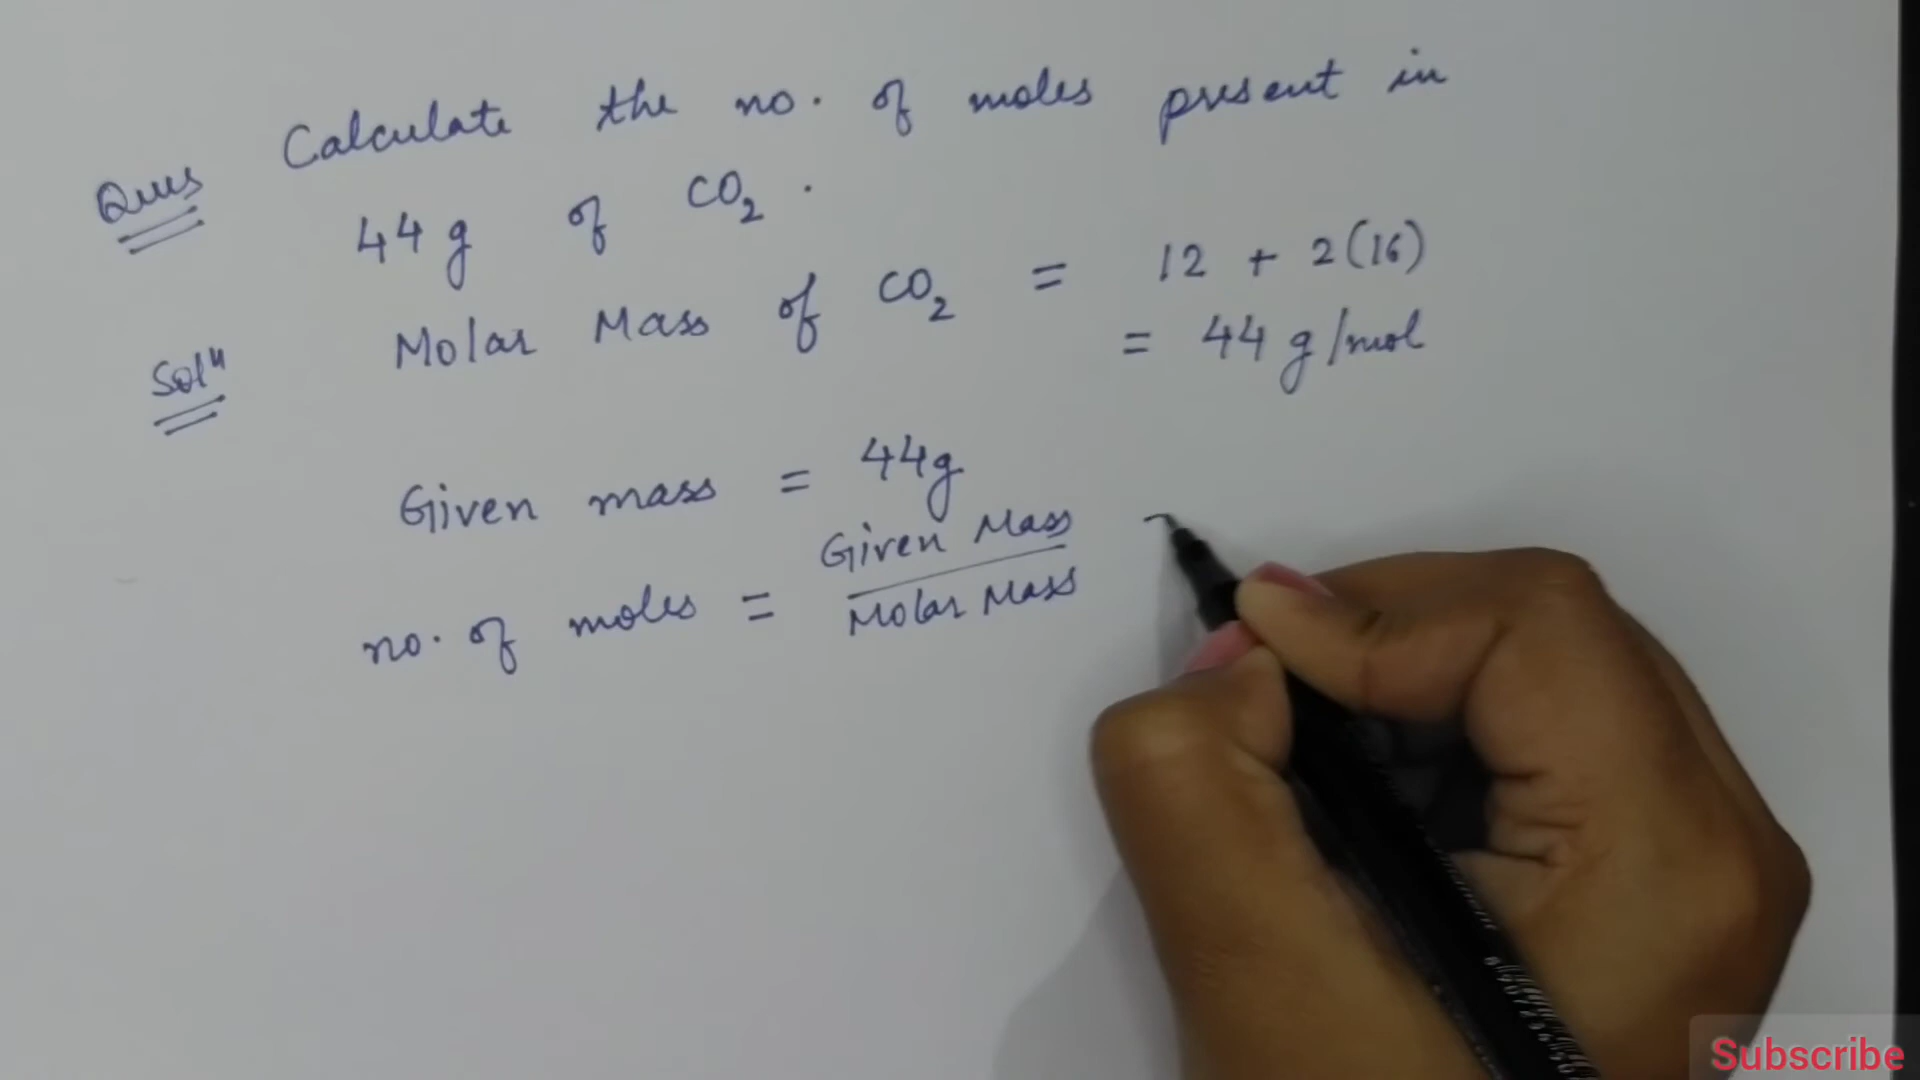 Ques Calculate the no. of moles present in
44 g of CO₂.
Solⁿ Molar Mass of CO₂ = 12 + 2(16)
= 44 g/mol
Given mass = 44g
no. of moles = Given Mass / Molar Mass
Subscribe